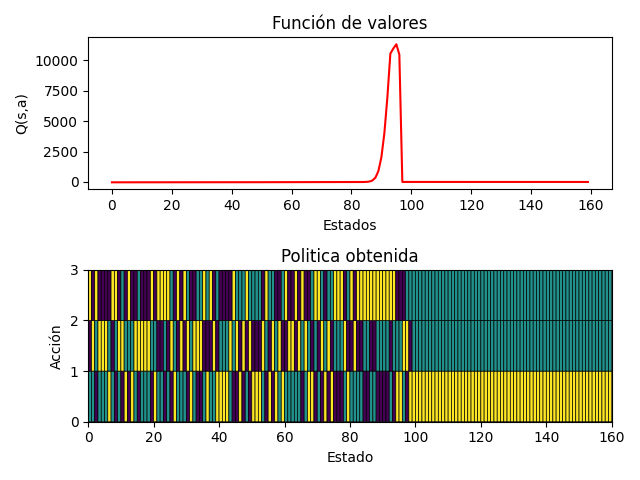 Función de valores
10000
7500
5000
2500
0
Q(s,a)
0 20 40 60 80 100 120 140 160
Estados
Politica obtenida
3
2
1
0
Acción
0 20 40 60 80 100 120 140 160
Estado